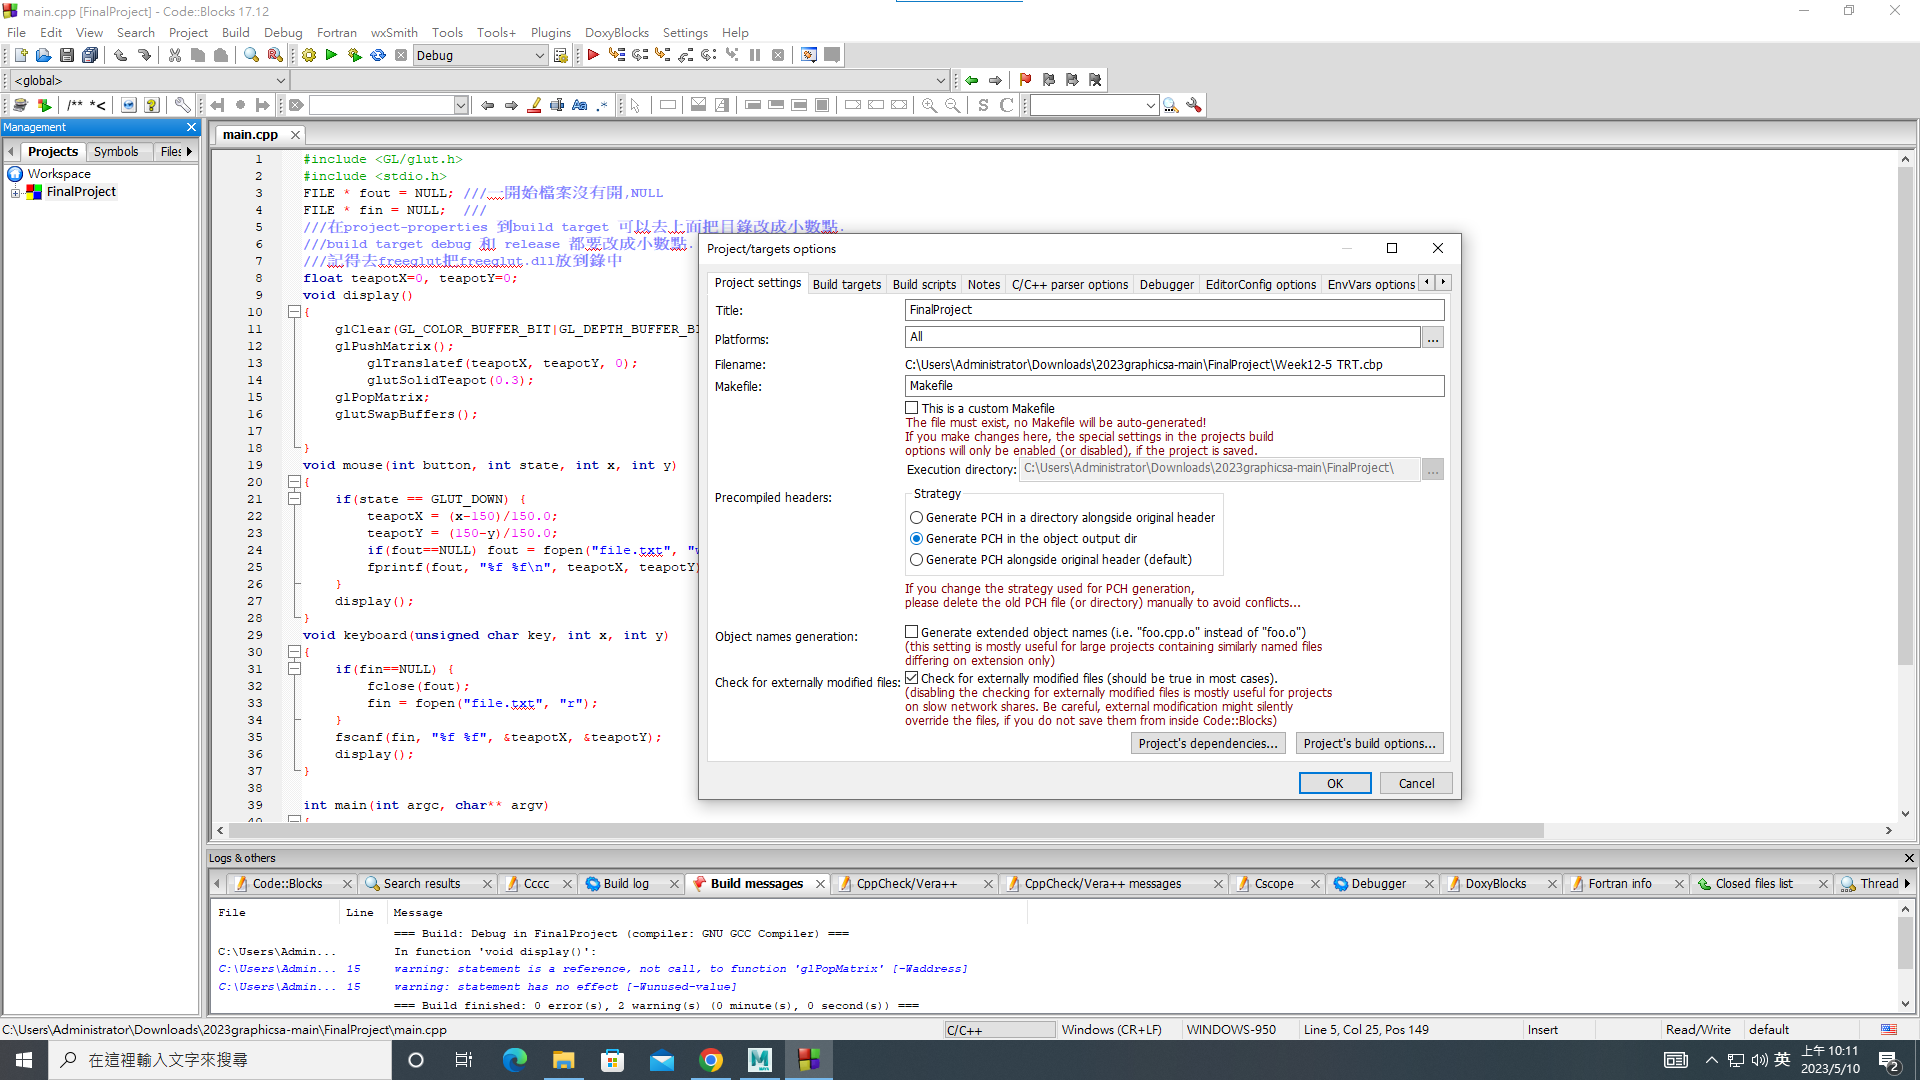 main.cpp [FinalProject] - Code::Blocks 17.12
File Edit View Search Project Build Debug Fortran wxSmith Tools Tools+ Plugins DoxyBlocks Settings Help
Debug
<global>
/** *<
Aa .*
S C
Management
Projects Symbols Files
Workspace
FinalProject
main.cpp
1 #include <GL/glut.h>
2 #include <stdio.h>
3 FILE * fout = NULL; ///一開始檔案沒有開,NULL
4 FILE * fin = NULL; ///
5 ///在project-properties 到build target 可以去上面把目錄改成小數點.
6 ///build target debug 和 release 都要改成小數點.
7 ///記得去freeglut把freeglut.dll放到錄中
8 float teapotX=0, teapotY=0;
9 void display()
10 {
11 glClear(GL_COLOR_BUFFER_BIT|GL_DEPTH_BUFFER_BI
12 glPushMatrix();
13 glTranslatef(teapotX, teapotY, 0);
14 glutSolidTeapot(0.3);
15 glPopMatrix;
16 glutSwapBuffers();
17
18 }
19 void mouse(int button, int state, int x, int y)
20 {
21 if(state == GLUT_DOWN) {
22 teapotX = (x-150)/150.0;
23 teapotY = (150-y)/150.0;
24 if(fout==NULL) fout = fopen("file.txt", "w
25 fprintf(fout, "%f %f\n", teapotX, teapotY)
26 }
27 display();
28 }
29 void keyboard(unsigned char key, int x, int y)
30 {
31 if(fin==NULL) {
32 fclose(fout);
33 fin = fopen("file.txt", "r");
34 }
35 fscanf(fin, "%f %f", &teapotX, &teapotY);
36 display();
37 }
38
39 int main(int argc, char** argv)
40 {
Project/targets options
Project settings Build targets Build scripts Notes C/C++ parser options Debugger EditorConfig options EnvVars options
Title: FinalProject
Platforms: All ...
Filename: C:\Users\Administrator\Downloads\2023graphicsa-main\FinalProject\Week12-5 TRT.cbp
Makefile: Makefile
This is a custom Makefile
The file must exist, no Makefile will be auto-generated!
If you make changes here, the special settings in the projects build
options will only be enabled (or disabled), if the project is saved.
Execution directory: C:\Users\Administrator\Downloads\2023graphicsa-main\FinalProject\ ...
Precompiled headers: Strategy
Generate PCH in a directory alongside original header
Generate PCH in the object output dir
Generate PCH alongside original header (default)
If you change the strategy used for PCH generation,
please delete the old PCH file (or directory) manually to avoid conflicts...
Object names generation: Generate extended object names (i.e. "foo.cpp.o" instead of "foo.o")
(this setting is mostly useful for large projects containing similarly named files
differing on extension only)
Check for externally modified files: Check for externally modified files (should be true in most cases).
(disabling the checking for externally modified files is mostly useful for projects
on slow network shares. Be careful, external modification might silently
override the files, if you do not save them from inside Code::Blocks)
Project's dependencies... Project's build options...
OK Cancel
Logs & others
Code::Blocks Search results Cccc Build log Build messages CppCheck/Vera++ CppCheck/Vera++ messages Cscope Debugger DoxyBlocks Fortran info Closed files list Thread
File Line Message
=== Build: Debug in FinalProject (compiler: GNU GCC Compiler) ===
C:\Users\Admin... In function 'void display()':
C:\Users\Admin... 15 warning: statement is a reference, not call, to function 'glPopMatrix' [-Waddress]
C:\Users\Admin... 15 warning: statement has no effect [-Wunused-value]
=== Build finished: 0 error(s), 2 warning(s) (0 minute(s), 0 second(s)) ===
C:\Users\Administrator\Downloads\2023graphicsa-main\FinalProject\main.cpp C/C++ Windows (CR+LF) WINDOWS-950 Line 5, Col 25, Pos 149 Insert Read/Write default
在這裡輸入文字來搜尋
英
上午 10:11
2023/5/10
2